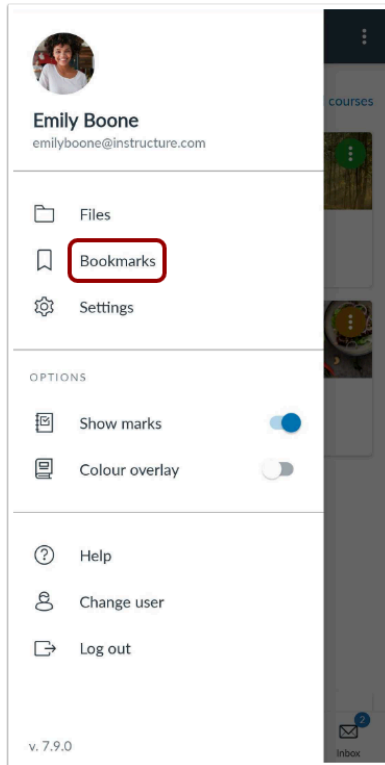 Emily Boone
emilyboone@instructure.com
courses
Files
Bookmarks
Settings
OPTIONS
Show marks
Colour overlay
Help
Change user
Log out
v. 7.9.0
2
Inbox